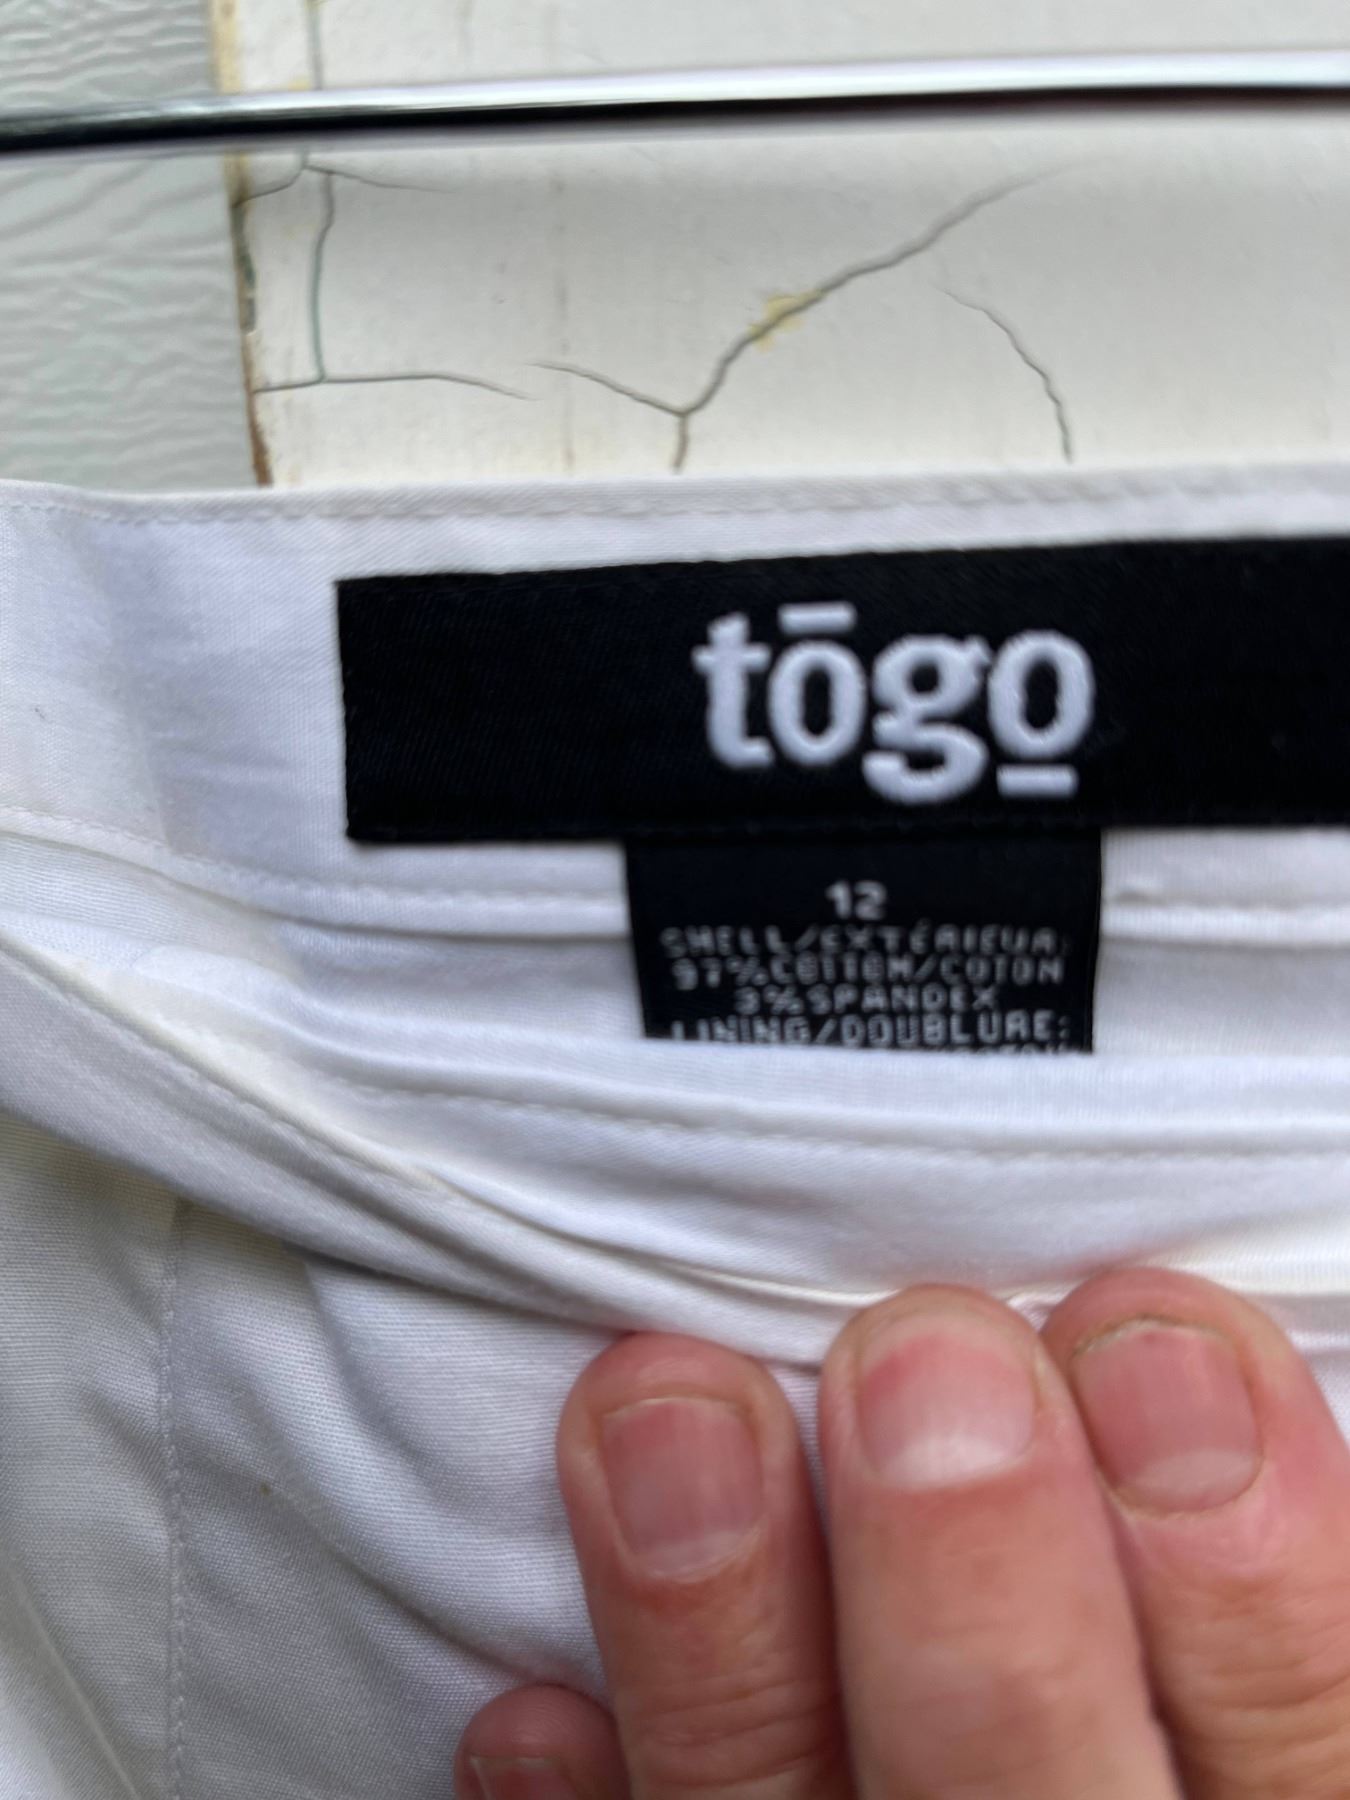 tōgo
12
SHELL/EXTÉRIEUR:
97% COTTON/COTON
3% SPANDEX
LINING/DOUBLURE: